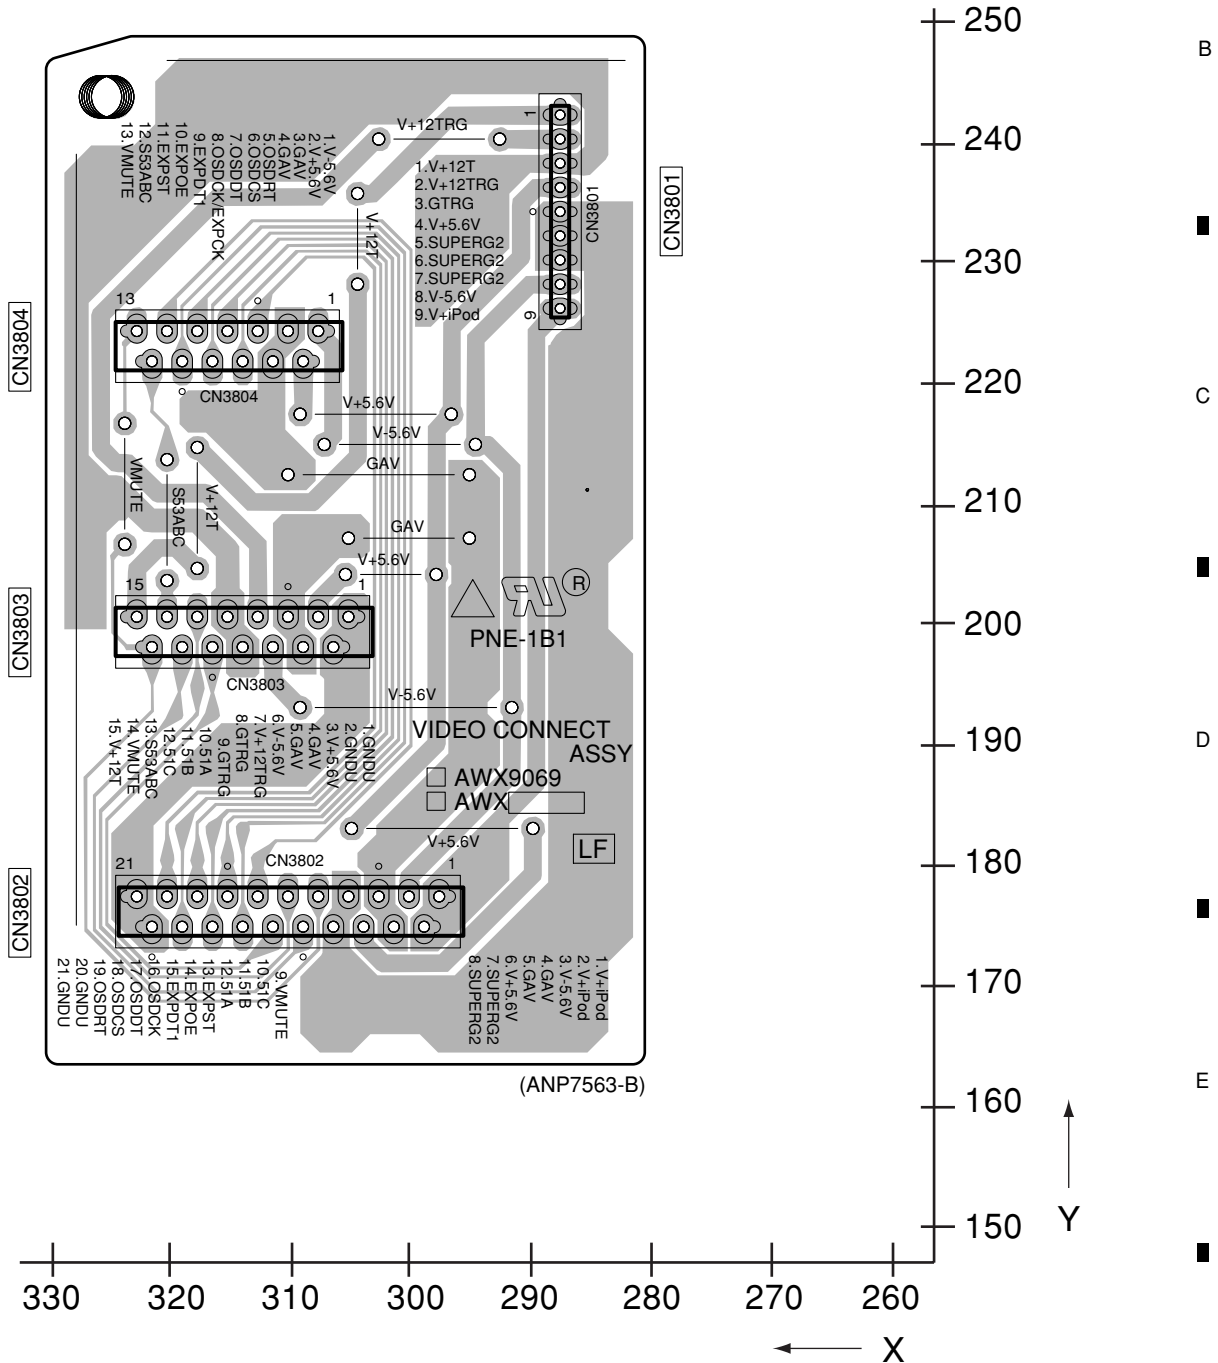 250
B
V+12TRG
1
240
1.V-5.6V
2.V+5.6V
3.GAV
4.GAV
5.OSDRT
6.OSDCS
7.OSDDT
8.OSDCK/EXPCK
9.EXPDT1
10.EXPOE
11.EXPST
12.S53ABC
13.VMUTE
1.V+12T
2.V+12TRG
3.GTRG
4.V+5.6V
5.SUPERG2
6.SUPERG2
7.SUPERG2
8.V-5.6V
9.V+iPod
CN3801
CN3801
V+12T
230
13
1
9
CN3804
CN3804
220
C
V+5.6V
V-5.6V
GAV
VMUTE
S53ABC
V+12T
210
GAV
V+5.6V
15
1
R
CN3803
200
PNE-1B1
CN3803
V-5.6V
1.GNDU
2.GNDU
3.V+5.6V
4.GAV
5.GAV
6.V-5.6V
7.V+12TRG
8.GTRG
9.GTRG
10.51A
11.51B
12.51C
13.S53ABC
14.VMUTE
15.V+12T
VIDEO CONNECT
ASSY
190
D
AWX9069
AWX
V+5.6V
LF
21
CN3802
1
180
CN3802
1.V+iPod
2.V+iPod
3.V-5.6V
4.GAV
5.GAV
6.V+5.6V
7.SUPERG2
8.SUPERG2
9.VMUTE
10.51C
11.51B
12.51A
13.EXPST
14.EXPOE
15.EXPDT1
16.OSDCK
17.OSDDT
18.OSDCS
19.OSDRT
20.GNDU
21.GNDU
170
(ANP7563-B)
E
160
Y
150
330 320 310 300 290 280 270 260
X